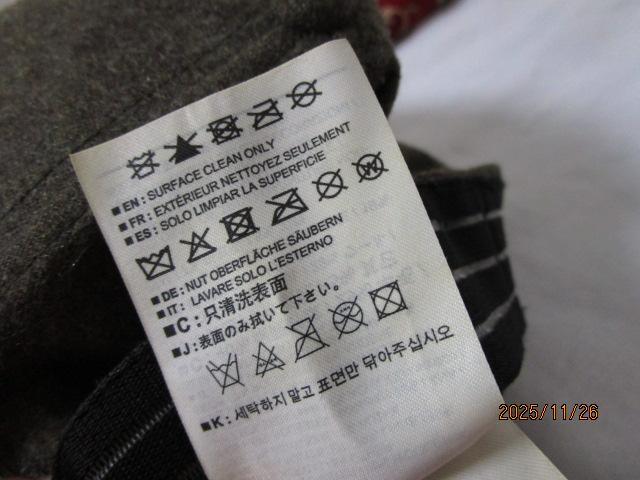 ■EN: SURFACE CLEAN ONLY
■FR: EXTÉRIEUR NETTOYEZ SEULEMENT
■ES: SOLO LIMPIAR LA SUPERFICIE
W
■DE: NUT OBERFLÄCHE SÄUBERN
■IT: LAVARE SOLO L'ESTERNO
■C:只清洗表面
■J:表面のみ拭いて下さい。
■K:세탁하지 말고 표면만 닦아주십시오
2025/11/26